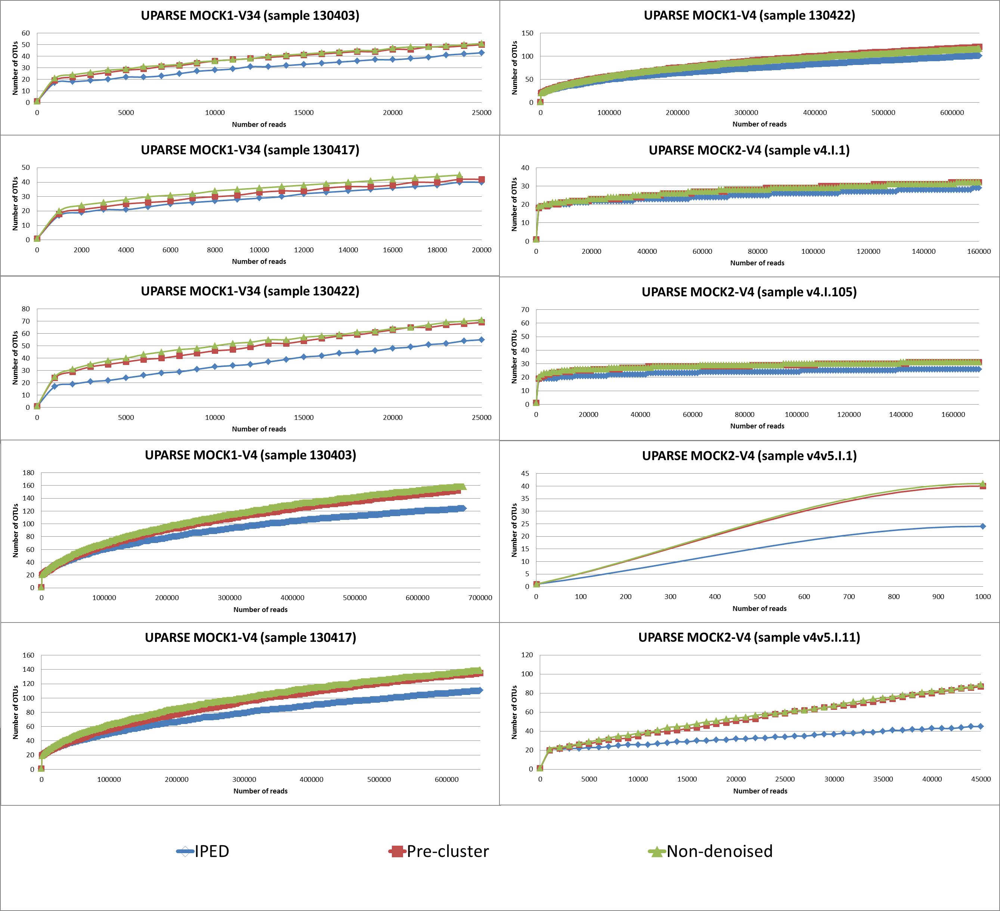 UPARSE MOCK1-V34 (sample 130403)
Number of OTUs
60
50
40
30
20
10
0
0 5000 10000 15000 20000 25000
Number of reads
UPARSE MOCK1-V4 (sample 130422)
Number of OTUs
150
100
50
0
0 100000 200000 300000 400000 500000 600000
Number of reads
UPARSE MOCK1-V34 (sample 130417)
Number of OTUs
50
40
30
20
10
0
0 2000 4000 6000 8000 10000 12000 14000 16000 18000 20000
Number of reads
UPARSE MOCK2-V4 (sample v4.I.1)
Number of OTUs
40
30
20
10
0
0 20000 40000 60000 80000 100000 120000 140000 160000
Number of reads
UPARSE MOCK1-V34 (sample 130422)
Number of OTUs
80
70
60
50
40
30
20
10
0
0 5000 10000 15000 20000 25000
Number of reads
UPARSE MOCK2-V4 (sample v4.I.105)
Number of OTUs
70
60
50
40
30
20
10
0
0 20000 40000 60000 80000 100000 120000 140000 160000
Number of reads
UPARSE MOCK1-V4 (sample 130403)
Number of OTUs
180
160
140
120
100
80
60
40
20
0
0 100000 200000 300000 400000 500000 600000 700000
Number of reads
UPARSE MOCK2-V4 (sample v4v5.I.1)
Number of OTUs
45
40
35
30
25
20
15
10
5
0
0 100 200 300 400 500 600 700 800 900 1000
Number of reads
UPARSE MOCK1-V4 (sample 130417)
Number of OTUs
160
140
120
100
80
60
40
20
0
0 100000 200000 300000 400000 500000 600000
Number of reads
UPARSE MOCK2-V4 (sample v4v5.I.11)
Number of OTUs
120
100
80
60
40
20
0
0 5000 10000 15000 20000 25000 30000 35000 40000 45000
Number of reads
IPED Pre-cluster Non-denoised